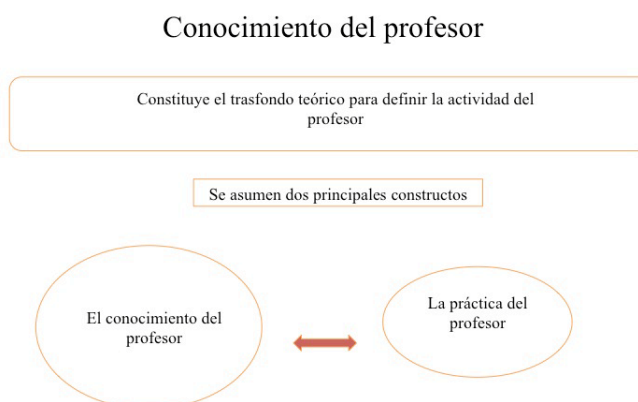 Conocimiento del profesor
Constituye el trasfondo teórico para definir la actividad del
profesor
Se asumen dos principales constructos
El conocimiento del
profesor
La práctica del
profesor